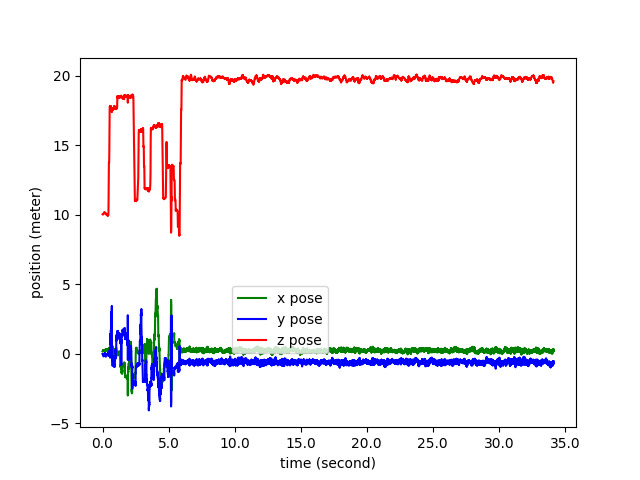 20
15
10
5
0
−5
position (meter)
x pose
y pose
z pose
0.0 5.0 10.0 15.0 20.0 25.0 30.0 35.0
time (second)